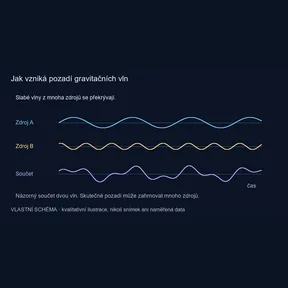 Jak vzniká pozadí gravitačních vln
Slabé vlny z mnoha zdrojů se překrývají.
Zdroj A
Zdroj B
Součet
čas
Názorný součet dvou vln. Skutečné pozadí může zahrnovat mnoho zdrojů.
VLASTNÍ SCHÉMA · kvalitativní ilustrace, nikoli snímek ani naměřená data